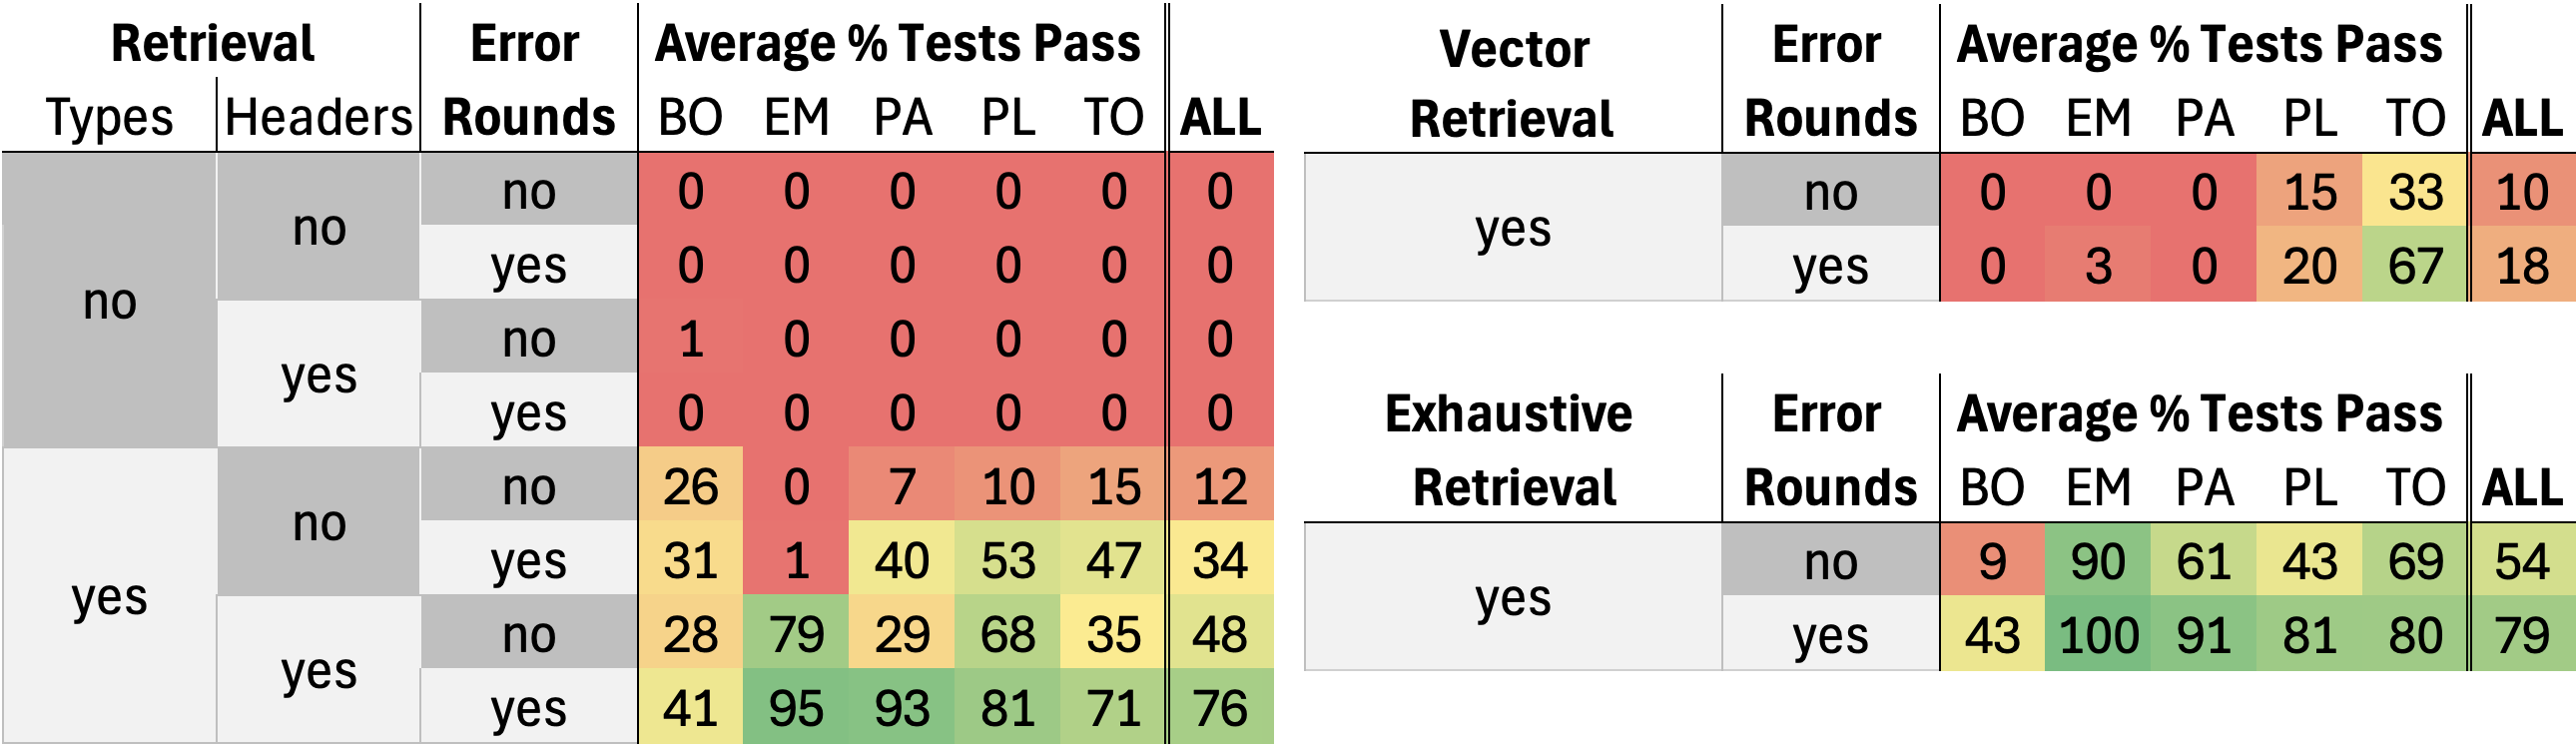 Retrieval Error Average % Tests Pass
Types Headers Rounds BO EM PA PL TO ALL
no no no 0 0 0 0 0 0
yes 0 0 0 0 0 0
yes no 1 0 0 0 0 0
yes 0 0 0 0 0 0
yes no no 26 0 7 10 15 12
yes 31 1 40 53 47 34
yes no 28 79 29 68 35 48
yes 41 95 93 81 71 76
Vector Error Average % Tests Pass
Retrieval Rounds BO EM PA PL TO ALL
yes no 0 0 0 15 33 10
yes 0 3 0 20 67 18
Exhaustive Error Average % Tests Pass
Retrieval Rounds BO EM PA PL TO ALL
yes no 9 90 61 43 69 54
yes 43 100 91 81 80 79